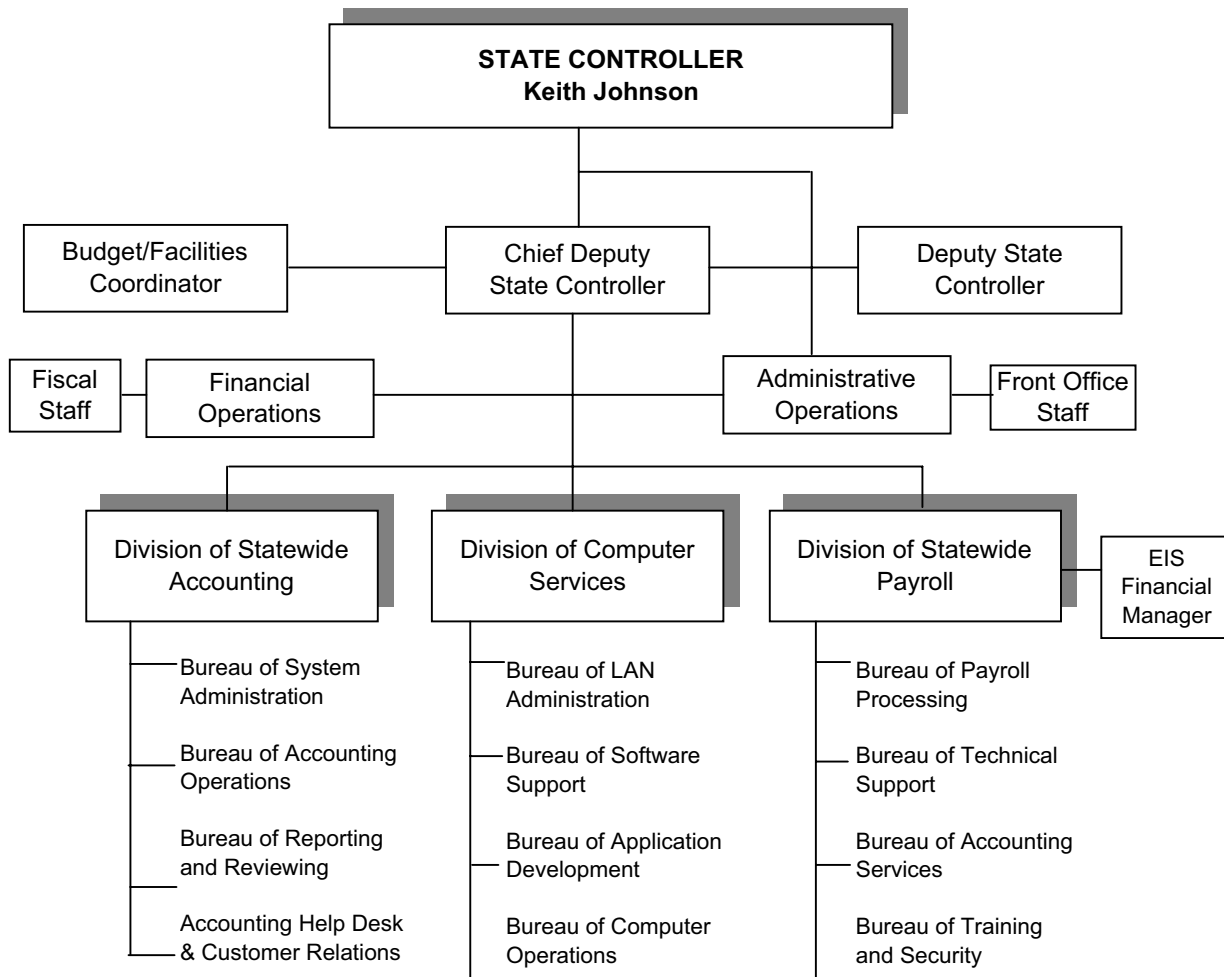 STATE CONTROLLER
Keith Johnson
Budget/Facilities
Coordinator
Chief Deputy
State Controller
Deputy State
Controller
Fiscal
Staff
Financial
Operations
Administrative
Operations
Front Office
Staff
Division of Statewide
Accounting
Division of Computer
Services
Division of Statewide
Payroll
EIS
Financial
Manager
Bureau of System
Administration
Bureau of Accounting
Operations
Bureau of Reporting
and Reviewing
Accounting Help Desk
& Customer Relations
Bureau of LAN
Administration
Bureau of Software
Support
Bureau of Application
Development
Bureau of Computer
Operations
Bureau of Payroll
Processing
Bureau of Technical
Support
Bureau of Accounting
Services
Bureau of Training
and Security